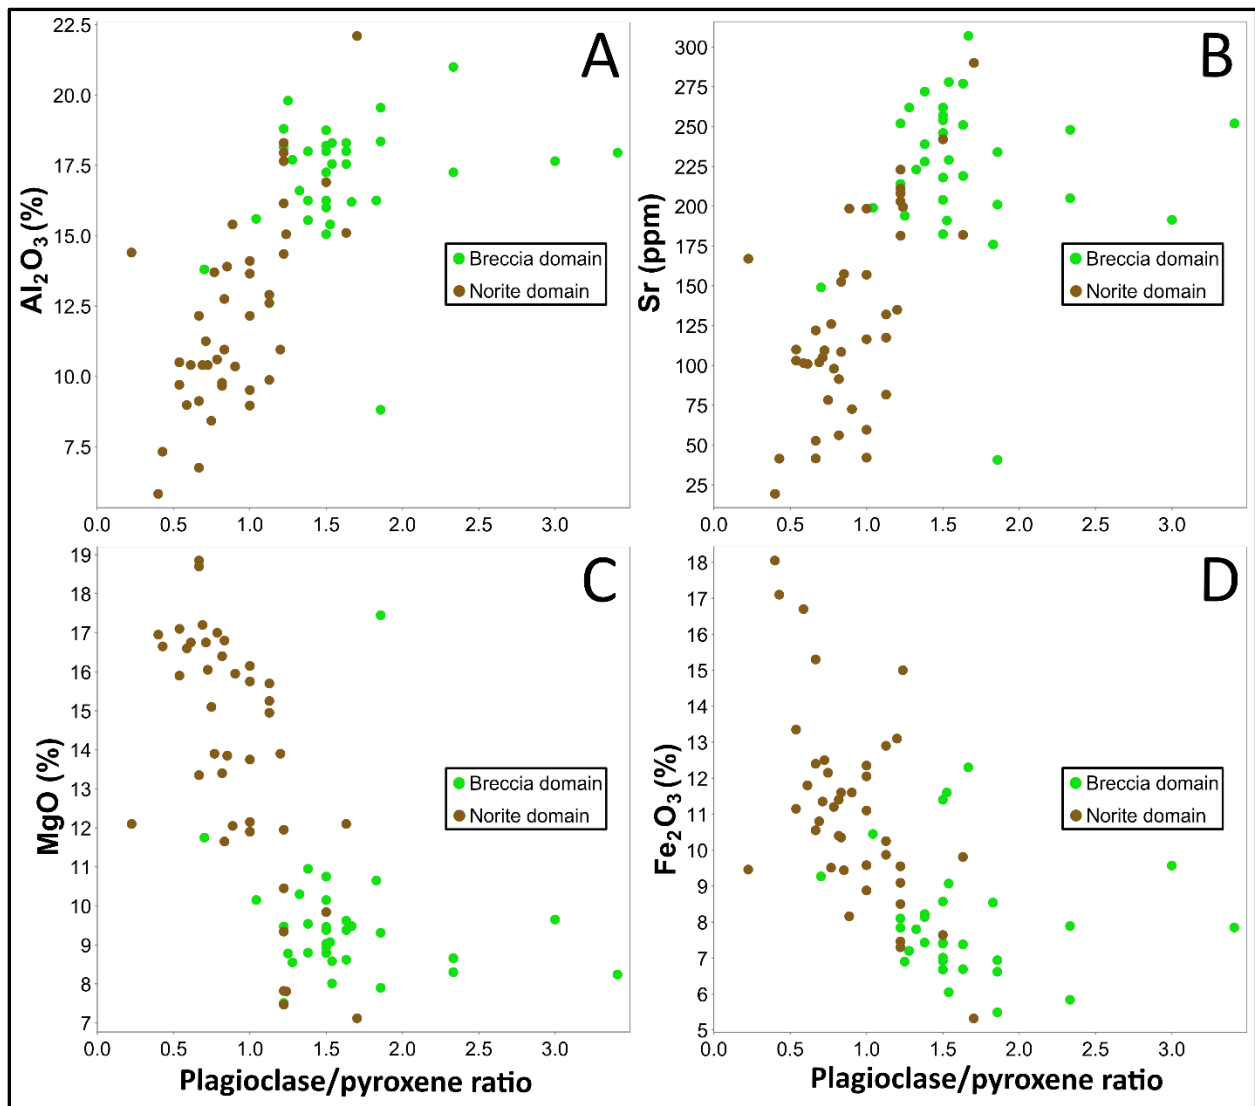 A
22.5
20.0
17.5
15.0
12.5
10.0
7.5
Al₂O₃ (%)
Breccia domain
Norite domain
0.0 0.5 1.0 1.5 2.0 2.5 3.0
B
300
275
250
225
200
175
150
125
100
75
50
25
Sr (ppm)
Breccia domain
Norite domain
0.0 0.5 1.0 1.5 2.0 2.5 3.0
C
19
18
17
16
15
14
13
12
11
10
9
8
7
MgO (%)
Breccia domain
Norite domain
0.0 0.5 1.0 1.5 2.0 2.5 3.0
Plagioclase/pyroxene ratio
D
18
17
16
15
14
13
12
11
10
9
8
7
6
5
Fe₂O₃ (%)
Breccia domain
Norite domain
0.0 0.5 1.0 1.5 2.0 2.5 3.0
Plagioclase/pyroxene ratio